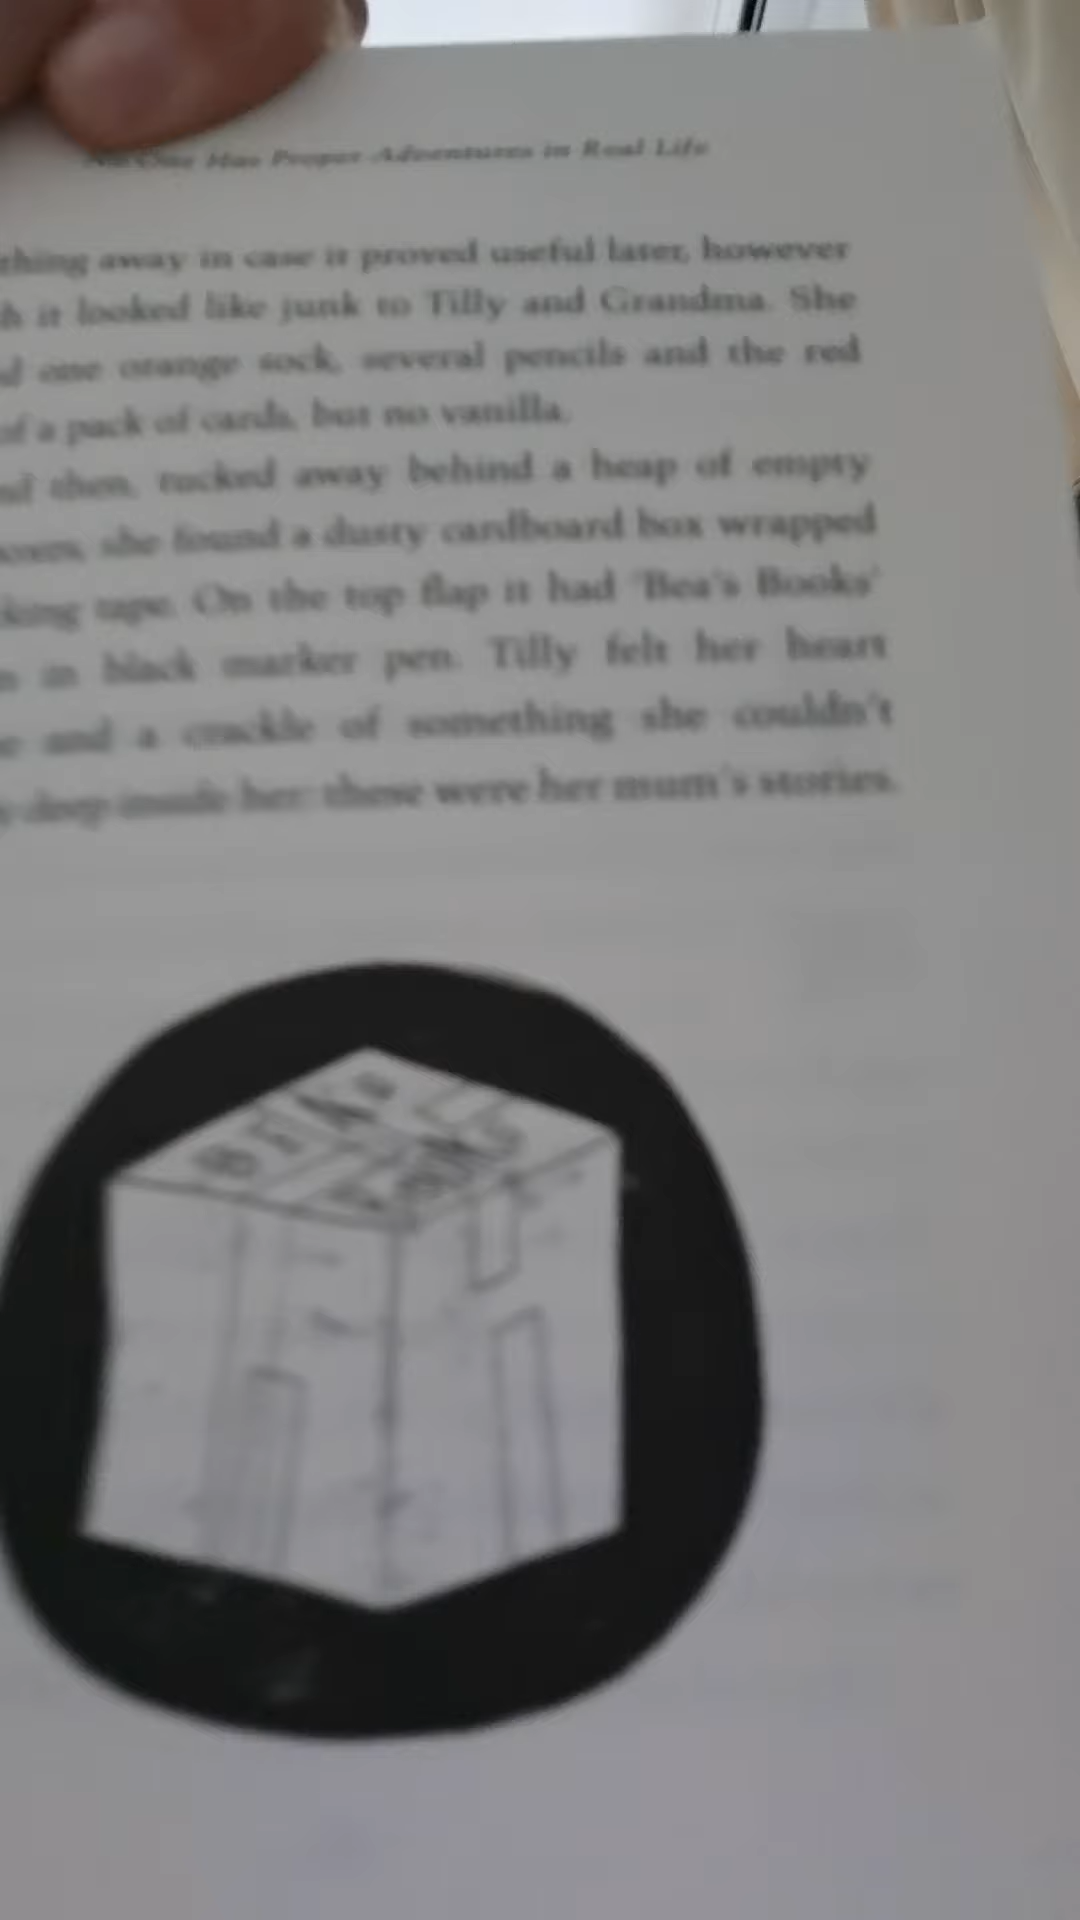 One Has Proper Adventures in Real Life
thing away in case it proved useful later, however
h it looked like junk to Tilly and Grandma. She
d one orange sock, several pencils and the red
of a pack of cards, but no vanilla.
then, tucked away behind a heap of empty
oxes, she found a dusty cardboard box wrapped
king tape. On the top flap it had 'Bea's Books'
n in black marker pen. Tilly felt her heart
e and a crackle of something she couldn't
y deep inside her: these were her mum's stories.
BEA'S